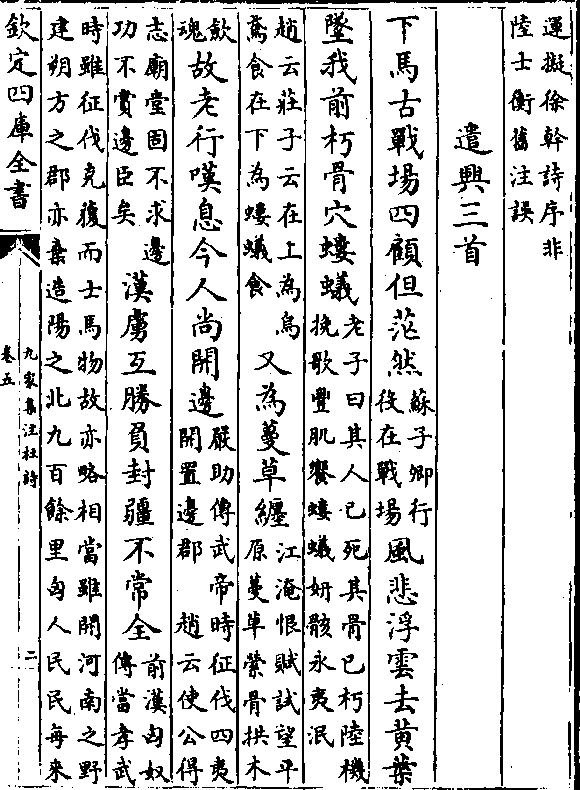 運擬徐幹詩序非
陸士衡舊注誤
遣興三首
下馬古戰場四顧但茫然蘇子卿行役在戰場風悲浮雲去黄葉
墜我前朽骨穴螻蟻老子曰其人已死其骨已朽陸機挽歌豐肌饗螻蟻妍骸永夷泯
趙云莊子云在上為烏鳶食在下為螻蟻食又為蔓草纏江淹恨賦試望平原蔓草縈骨拱木
歛魂故老行嘆息今人尚開邊嚴助傳武帝時征伐四夷開置邊郡 趙云使公得
志廟堂固不求邊功不賞邊臣矣漢虜互勝負封疆不常全前漢匈奴傳當孝武
時雖征伐克獲而士馬物故亦略相當雖開河南之野
建朔方之郡亦棄造陽之北九百餘里匈人民民每来
欽定四庫全書
九家集注杜詩
卷五
二